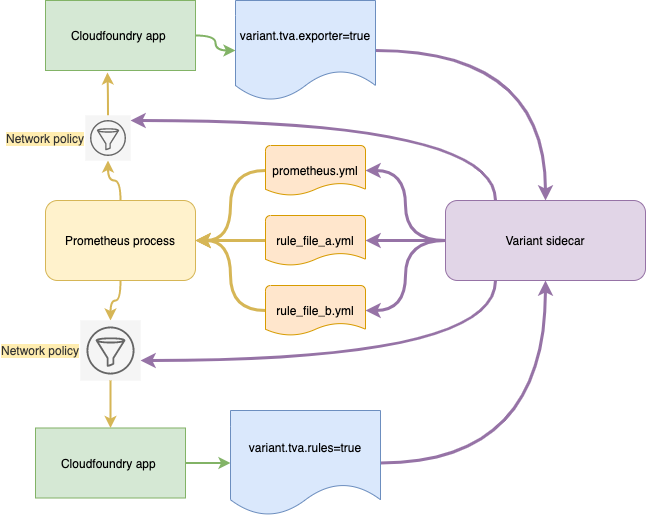 Cloudfoundry app
variant.tva.exporter=true
Network policy
prometheus.yml
Prometheus process
rule_file_a.yml
Variant sidecar
rule_file_b.yml
Network policy
Cloudfoundry app
variant.tva.rules=true